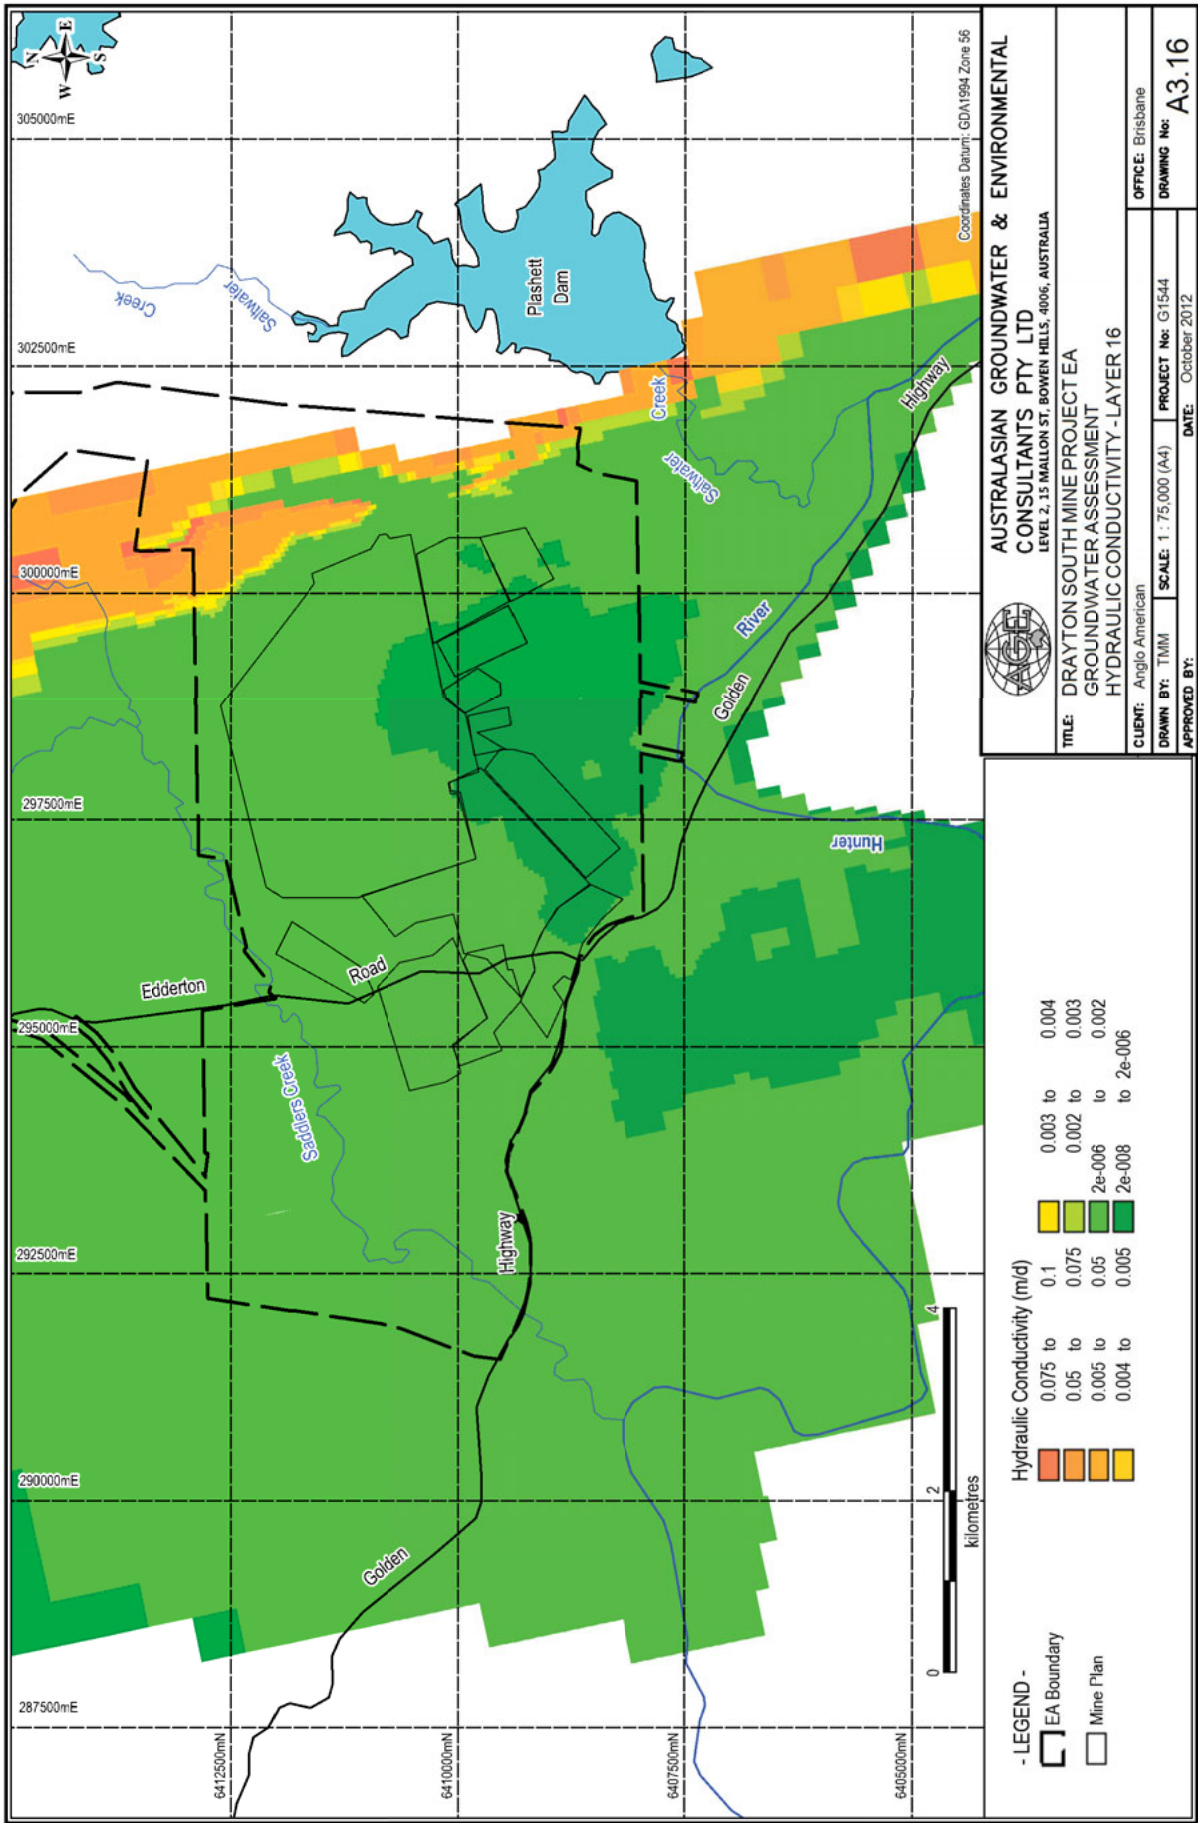 N
E
S
W
287500mE
290000mE
292500mE
295000mE
297500mE
300000mE
302500mE
305000mE
6412500mN
6410000mN
6407500mN
6405000mN
Edderton
Road
Saddlers Creek
Golden
Highway
Saltwater
Creek
Plashett
Dam
Saltwater
Creek
River
Hunter
Golden
Highway
0
2
4
kilometres
Coordinates Datum: GDA1994 Zone 56
- LEGEND -
EA Boundary
Mine Plan
Hydraulic Conductivity (m/d)
0.075 to 0.1
0.05 to 0.075
0.005 to 0.05
0.004 to 0.005
0.003 to 0.004
0.002 to 0.003
2e-006 to 0.002
2e-008 to 2e-006
AGE
AUSTRALASIAN GROUNDWATER & ENVIRONMENTAL
CONSULTANTS PTY LTD
LEVEL 2, 15 MALLON ST, BOWEN HILLS, 4006, AUSTRALIA
TITLE: DRAYTON SOUTH MINE PROJECT EA
GROUNDWATER ASSESSMENT
HYDRAULIC CONDUCTIVITY - LAYER 16
CLIENT: Anglo American
OFFICE: Brisbane
DRAWN BY: TMM
SCALE: 1 : 75,000 (A4)
PROJECT No: G1544
DRAWING No: A3.16
APPROVED BY:
DATE: October 2012